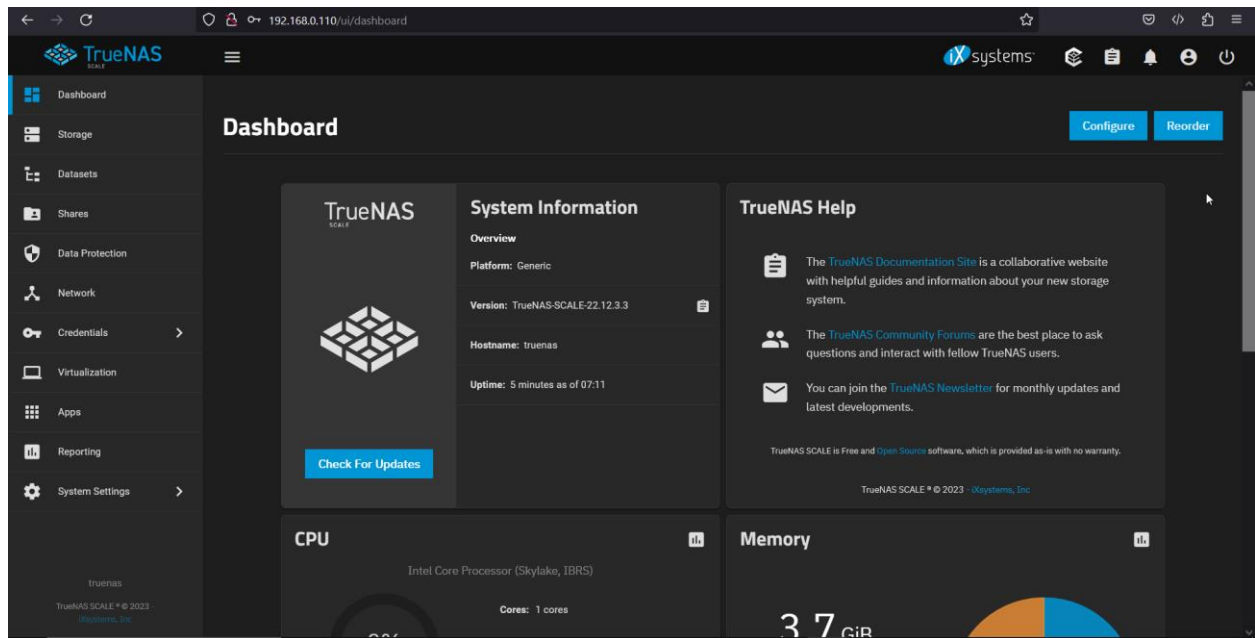 192.168.0.110/ui/dashboard
TrueNAS
SCALE
iXsystems
Dashboard
Storage
Datasets
Shares
Data Protection
Network
Credentials
Virtualization
Apps
Reporting
System Settings
truenas
TrueNAS SCALE ® © 2023 -
iXsystems, Inc
Dashboard
Configure
Reorder
TrueNAS
SCALE
Check For Updates
System Information
Overview
Platform: Generic
Version: TrueNAS-SCALE-22.12.3.3
Hostname: truenas
Uptime: 5 minutes as of 07:11
TrueNAS Help
The TrueNAS Documentation Site is a collaborative website
with helpful guides and information about your new storage
system.
The TrueNAS Community Forums are the best place to ask
questions and interact with fellow TrueNAS users.
You can join the TrueNAS Newsletter for monthly updates and
latest developments.
TrueNAS SCALE is Free and Open Source software, which is provided as-is with no warranty.
TrueNAS SCALE ® © 2023 - iXsystems, Inc
CPU
Intel Core Processor (Skylake, IBRS)
Cores: 1 cores
Memory
3.7 GiB